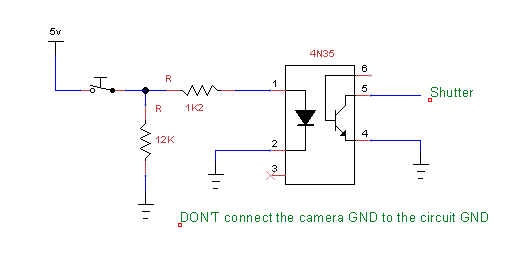 5v
4N35
R
1
6
5
Shutter
1K2
R
12K
2
4
3
DON'T connect the camera GND to the circuit GND